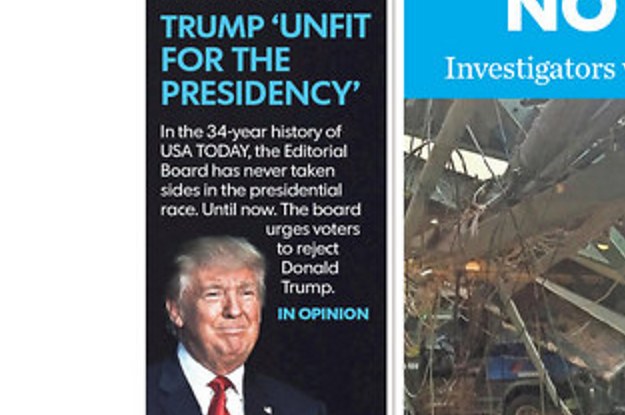 TRUMP ‘UNFIT
FOR THE
PRESIDENCY’
In the 34-year history of
USA TODAY, the Editorial
Board has never taken
sides in the presidential
race. Until now. The board
urges voters
to reject
Donald
Trump.
IN OPINION
NO
Investigators